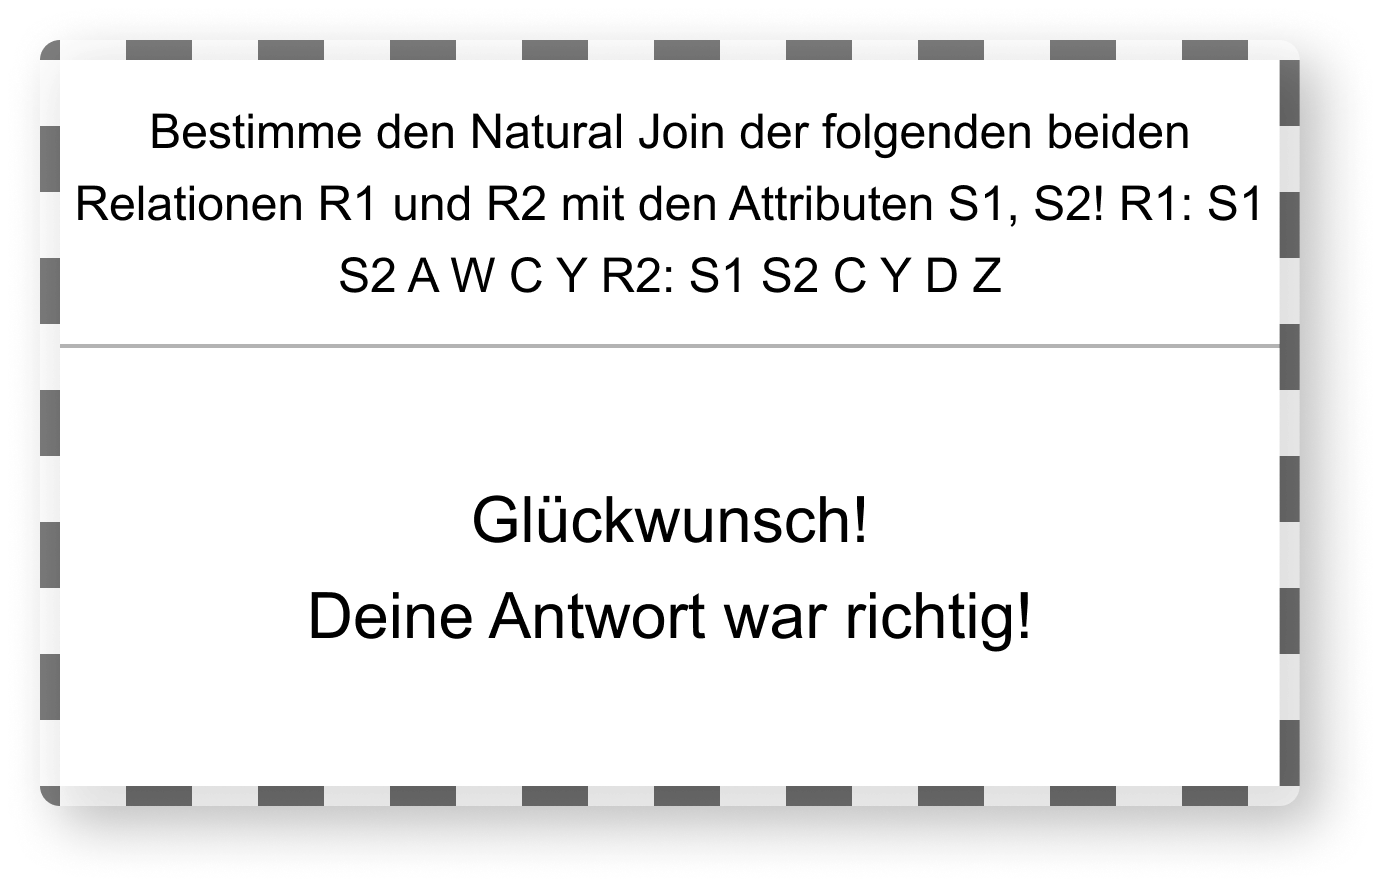 Bestimme den Natural Join der folgenden beiden
Relationen R1 und R2 mit den Attributen S1, S2! R1: S1
S2 A W C Y R2: S1 S2 C Y D Z
Glückwunsch!
Deine Antwort war richtig!